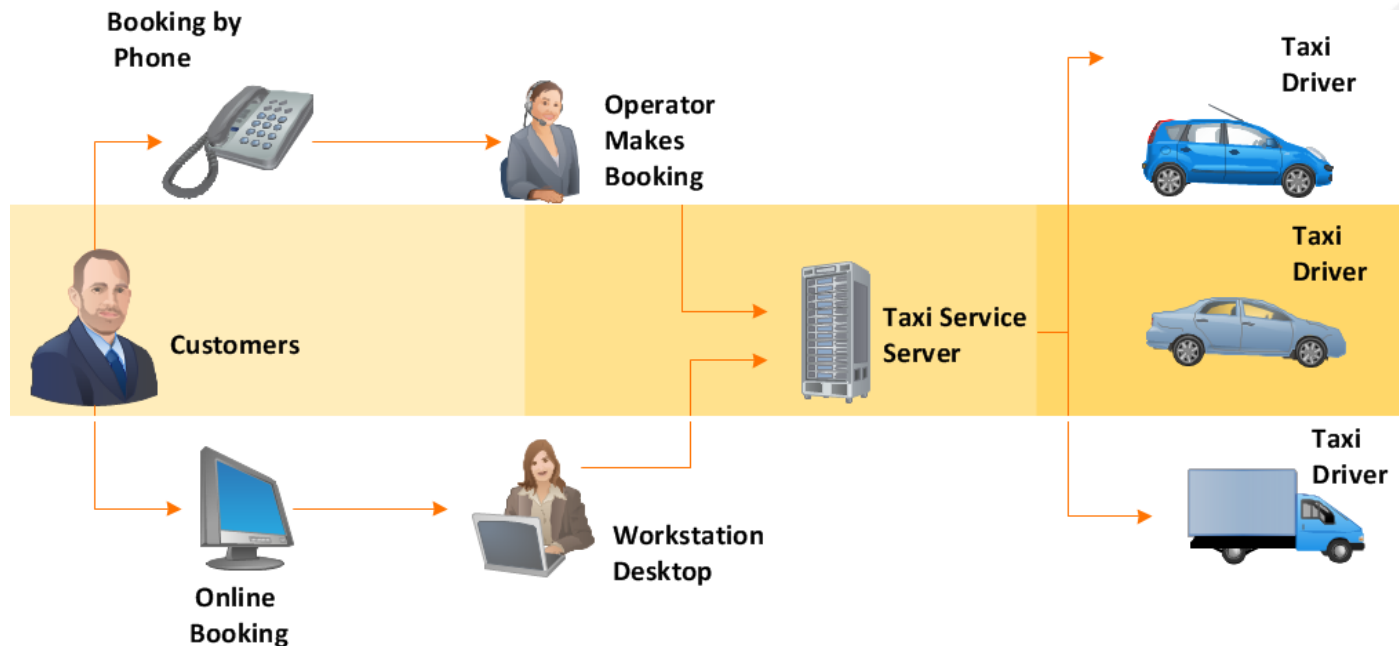 Booking by
Phone
Operator
Makes
Booking
Taxi
Driver
Customers
Taxi Service
Server
Taxi
Driver
Online
Booking
Workstation
Desktop
Taxi
Driver